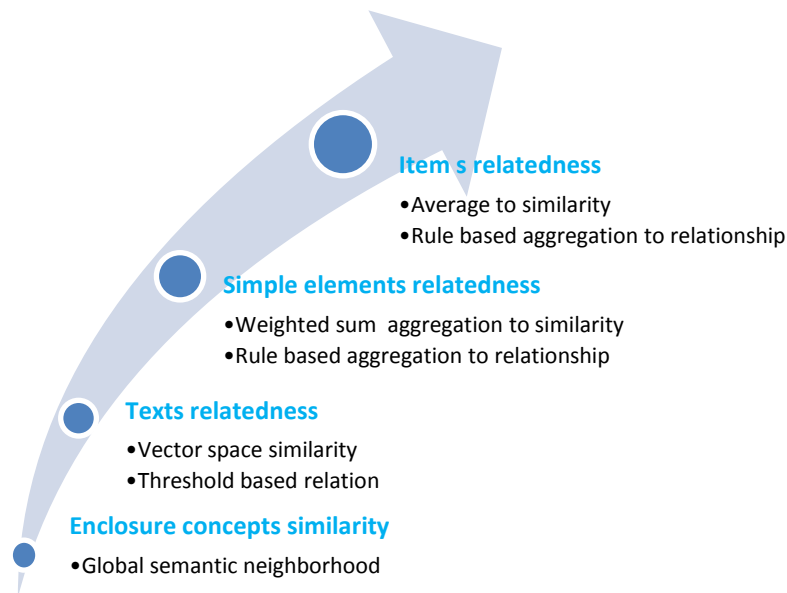 Item s relatedness
•Average to similarity
•Rule based aggregation to relationship
Simple elements relatedness
•Weighted sum  aggregation to similarity
•Rule based aggregation to relationship
Texts relatedness
•Vector space similarity
•Threshold based relation
Enclosure concepts similarity
•Global semantic neighborhood